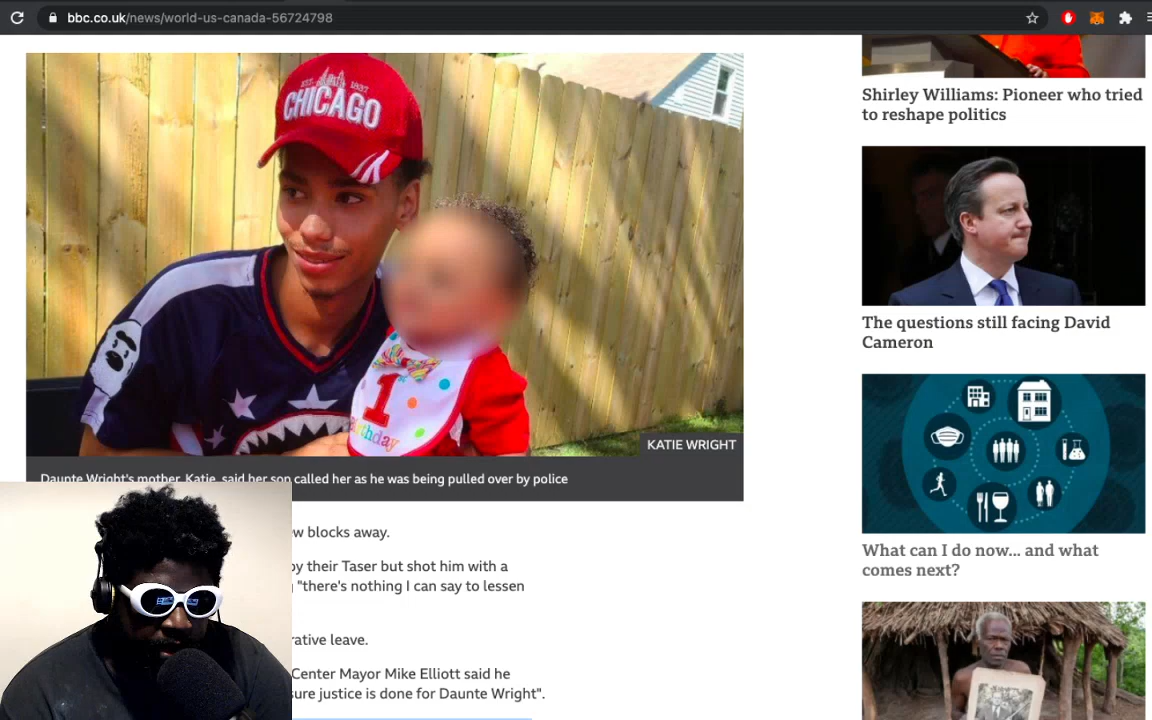 bbc.co.uk/news/world-us-canada-56724798
EST. 1837
CHICAGO
1
Birthday
KATIE WRIGHT
Daunte Wright's mother, Katie, said her son called her as he was being pulled over by police
blocks away.
by their Taser but shot him with a
"there's nothing I can say to lessen
leave.
Center Mayor Mike Elliott said he
justice is done for Daunte Wright".
Shirley Williams: Pioneer who tried
to reshape politics
The questions still facing David
Cameron
What can I do now... and what
comes next?